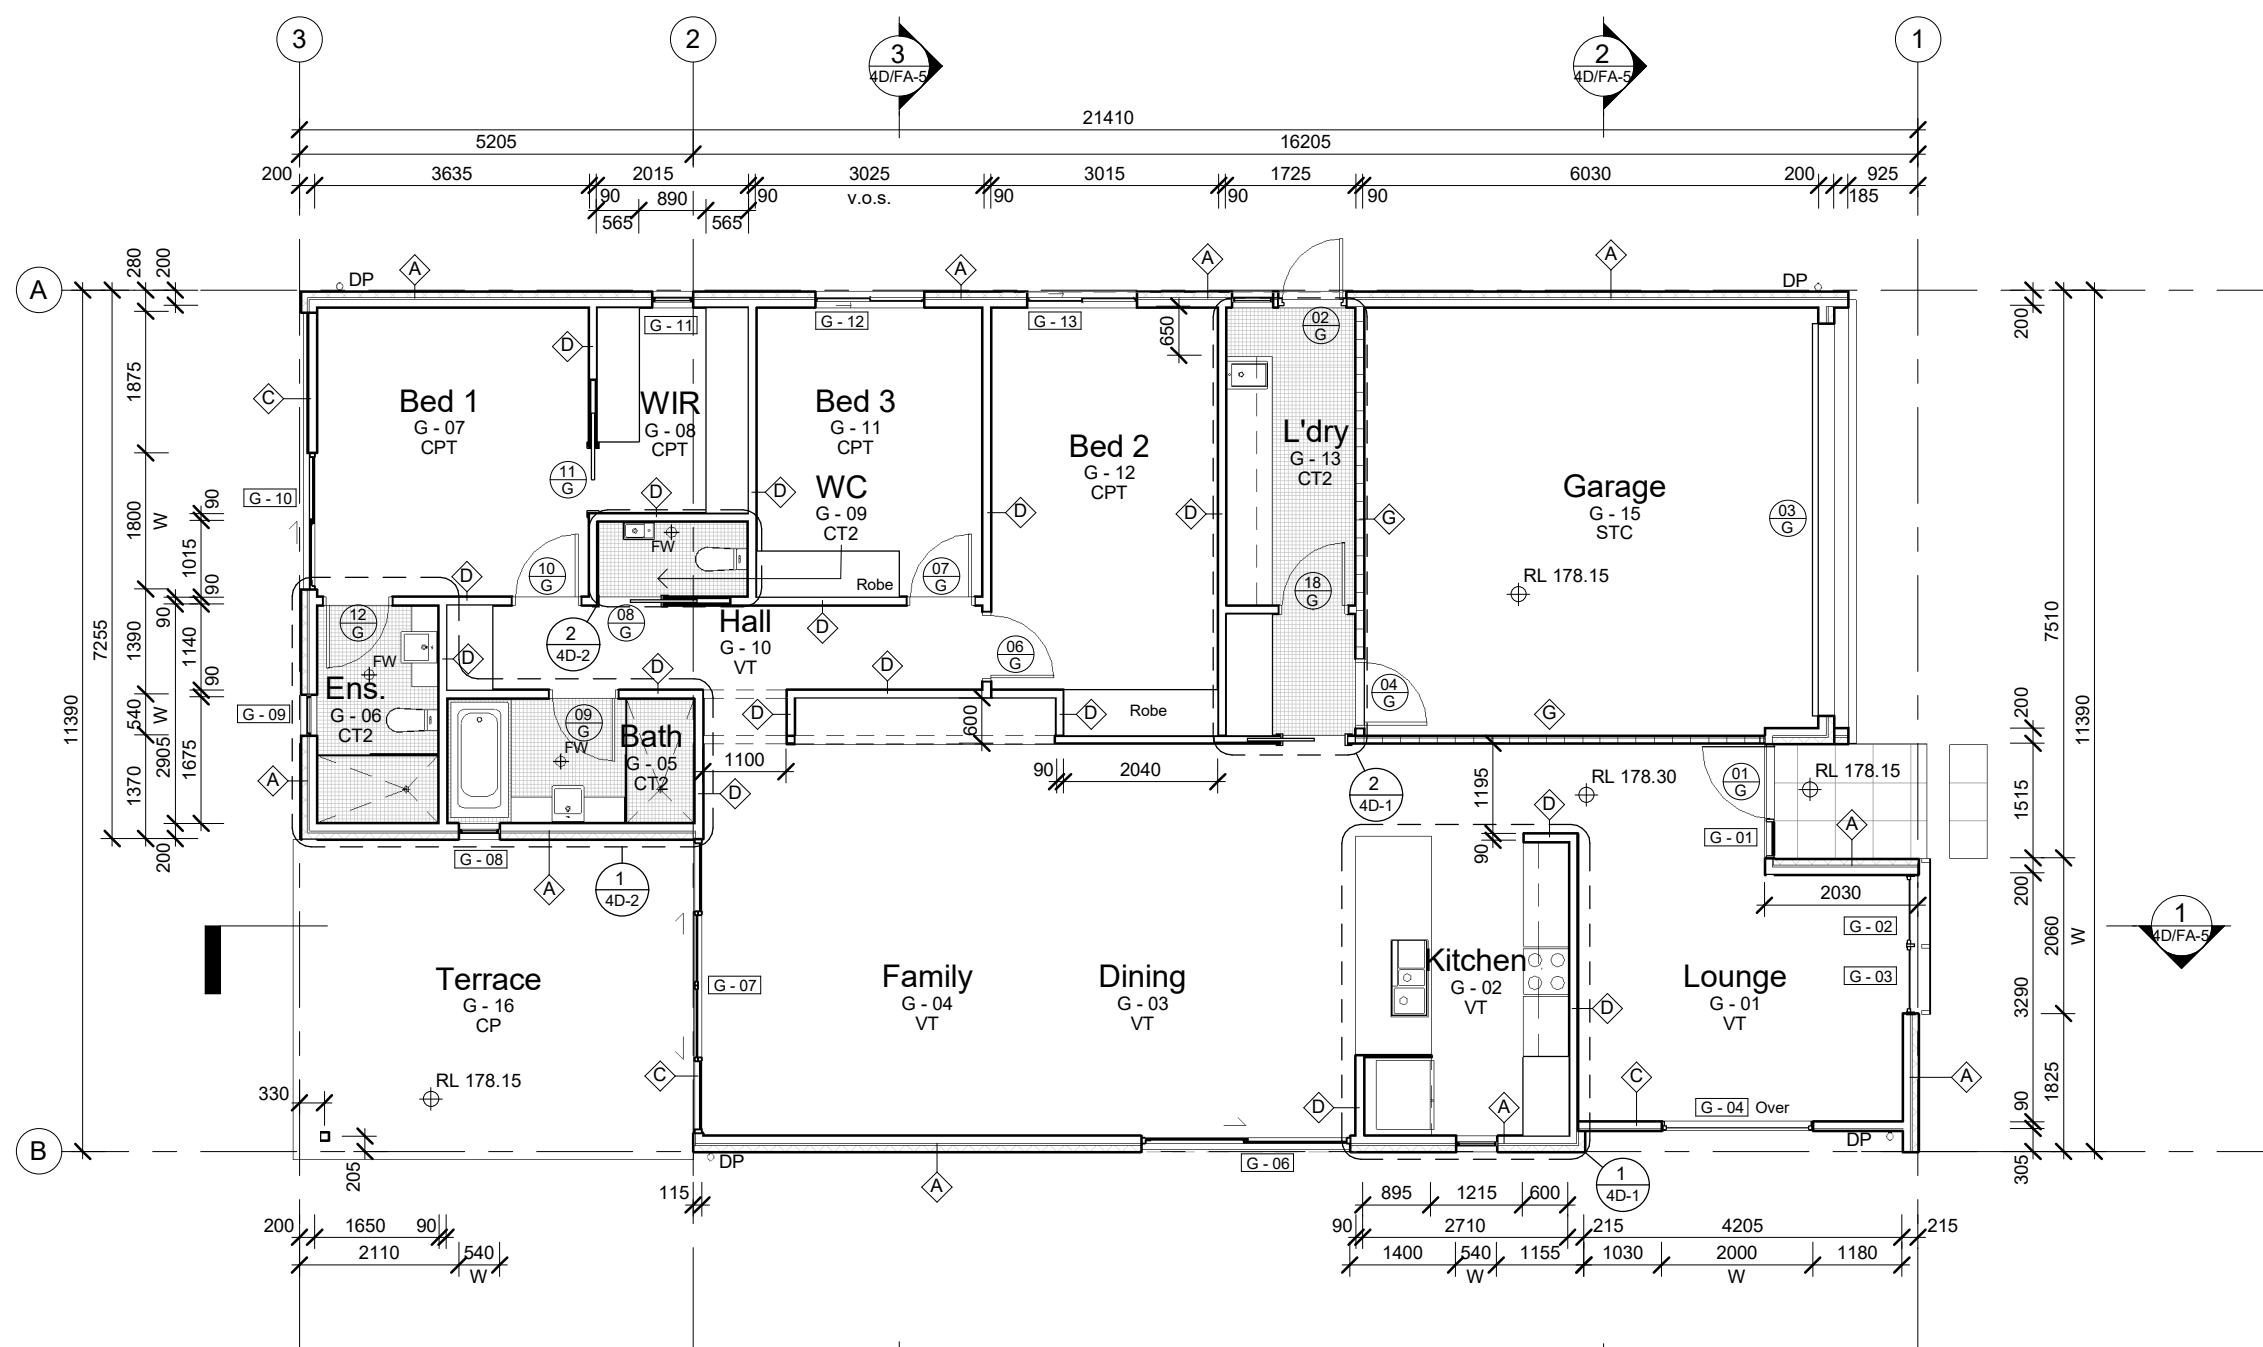 3
2
3
4D/FA-5
2
4D/FA-5
1
21410
5205
16205
200
3635
2015
3025
3015
1725
6030
200
925
90
890
90
v.o.s.
90
90
90
185
565
565
280
200
A
DP
A
A
A
A
DP
G - 11
G - 12
G - 13
02
G
200
650
D
1875
C
Bed 1
G - 07
CPT
WIR
G - 08
CPT
Bed 3
G - 11
CPT
Bed 2
G - 12
CPT
L'dry
G - 13
CT2
Garage
G - 15
STC
11
G
WC
G - 09
CT2
D
D
D
D
G
03
G
G - 10
1800
W
90
1015
90
FW
10
G
D
Robe
07
G
18
G
RL 178.15
7255
11390
90
1390
1140
90
12
G
FW
D
2
4D-2
08
G
Hall
G - 10
VT
D
06
G
D
D
04
G
7510
11390
Ens.
G - 06
CT2
G - 09
540
W
2905
1675
1370
200
09
G
FW
Bath
G - 05
CT2
D
600
D
Robe
G
200
A
D
1100
90
2040
2
4D-1
1195
RL 178.30
01
G
RL 178.15
1515
D
90
G - 01
A
G - 08
A
1
4D-2
2030
200
G - 02
2060
W
1
4D/FA-5
Terrace
G - 16
CP
G - 07
Family
G - 04
VT
Dining
G - 03
VT
Kitchen
G - 02
VT
Lounge
G - 01
VT
G - 03
3290
D
C
C
A
1825
RL 178.15
330
D
A
G - 04
Over
90
B
205
DP
G - 06
DP
305
115
A
1
4D-1
895
1215
600
200
1650
90
90
2710
215
4205
215
2110
540
W
1400
540
W
1155
1030
2000
W
1180